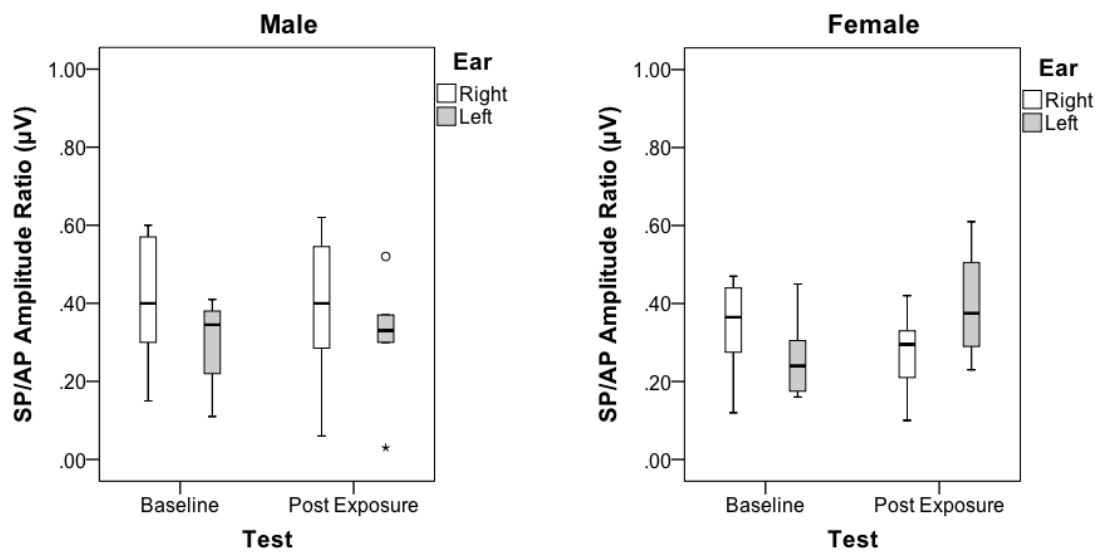 Male
SP/AP Amplitude Ratio (µV)
1.00
.80
.60
.40
.20
.00
Baseline
Post Exposure
Test
Ear
Right
Left
Female
SP/AP Amplitude Ratio (µV)
1.00
.80
.60
.40
.20
.00
Baseline
Post Exposure
Test
Ear
Right
Left